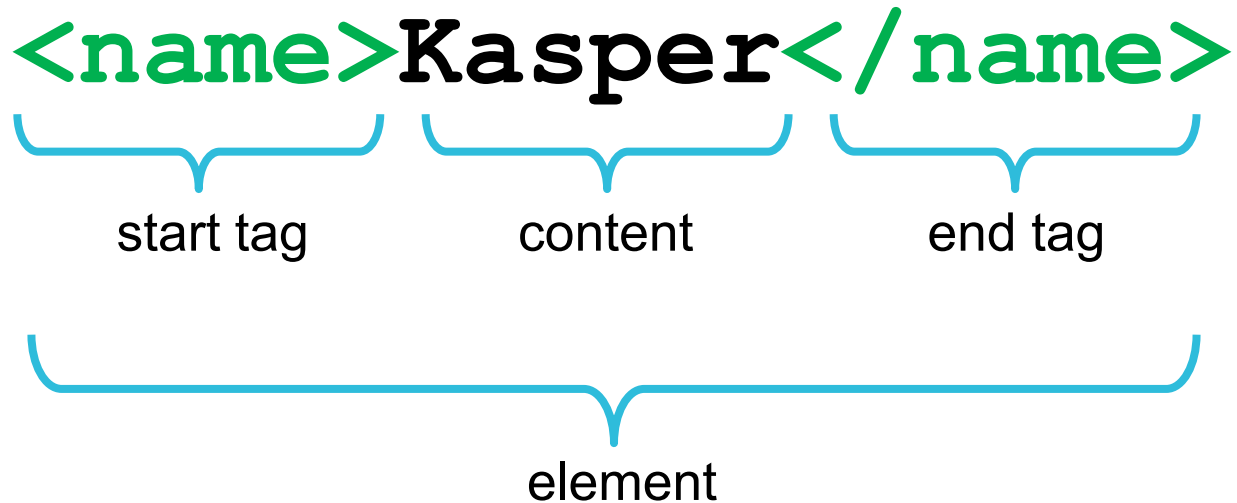 <name>Kasper</name>
start tag content end tag
element